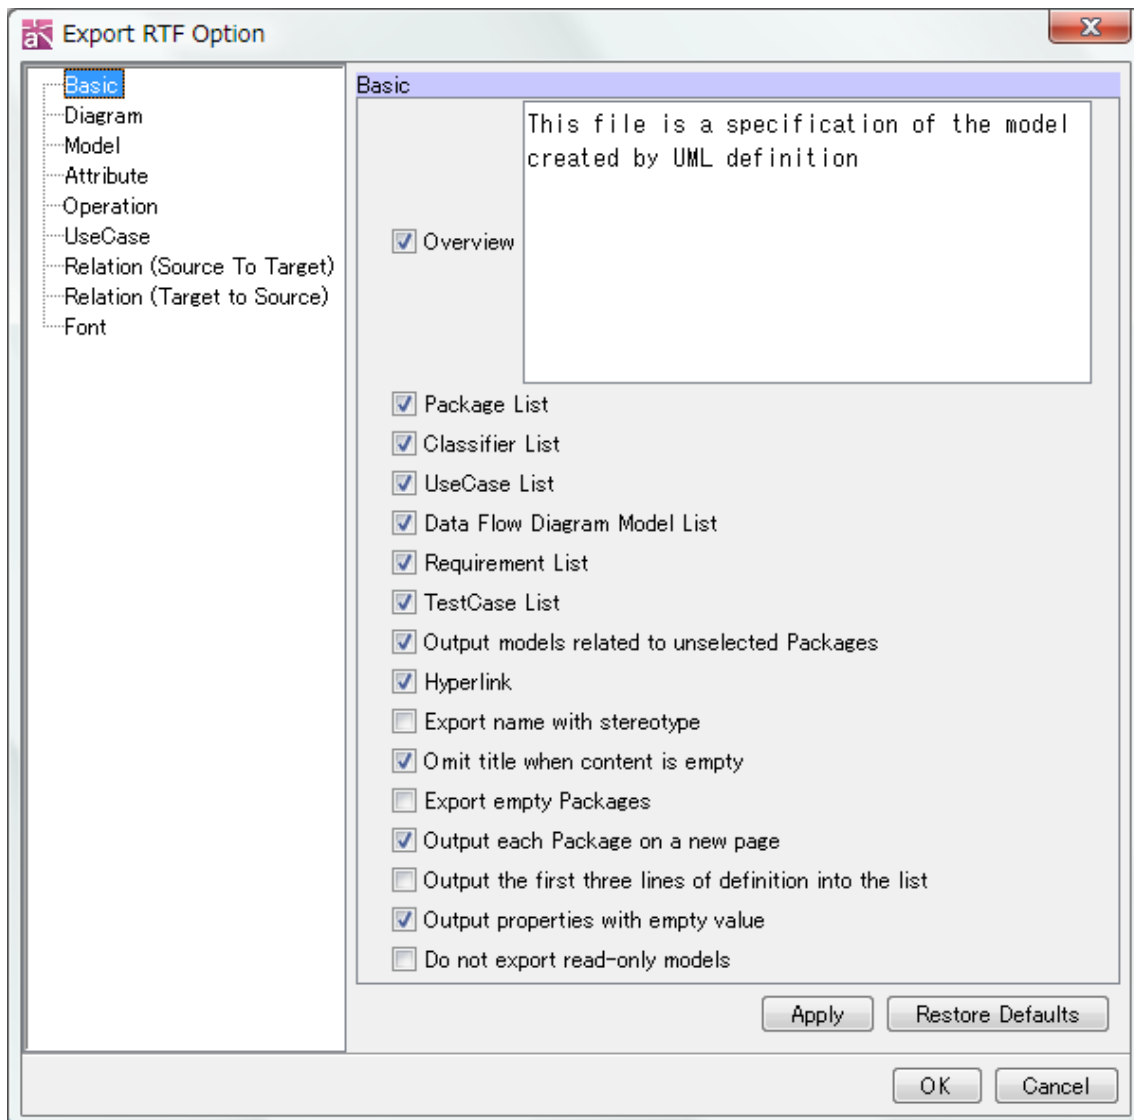 Export RTF Option
Basic
Diagram
Model
Attribute
Operation
UseCase
Relation (Source To Target)
Relation (Target to Source)
Font
Basic
This file is a specification of the model
created by UML definition
Overview
Package List
Classifier List
UseCase List
Data Flow Diagram Model List
Requirement List
TestCase List
Output models related to unselected Packages
Hyperlink
Export name with stereotype
Omit title when content is empty
Export empty Packages
Output each Package on a new page
Output the first three lines of definition into the list
Output properties with empty value
Do not export read-only models
Apply
Restore Defaults
OK
Cancel